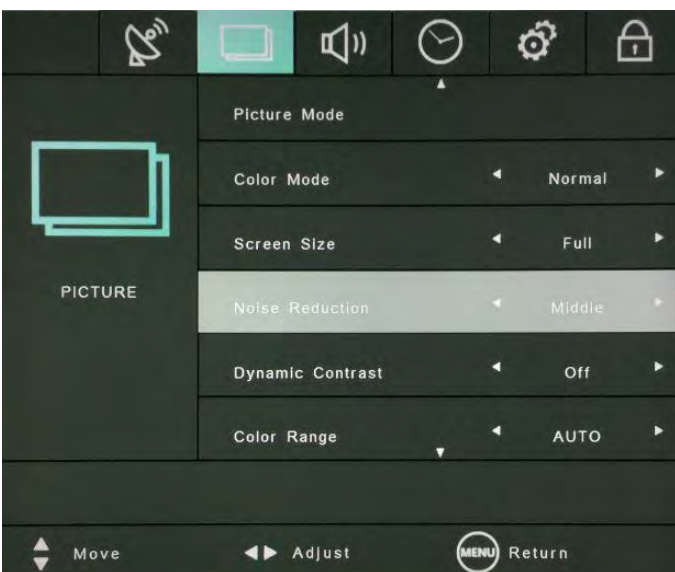 Picture Mode
Color Mode Normal
Screen Size Full
PICTURE
Noise Reduction Middle
Dynamic Contrast Off
Color Range AUTO
Move Adjust MENU Return